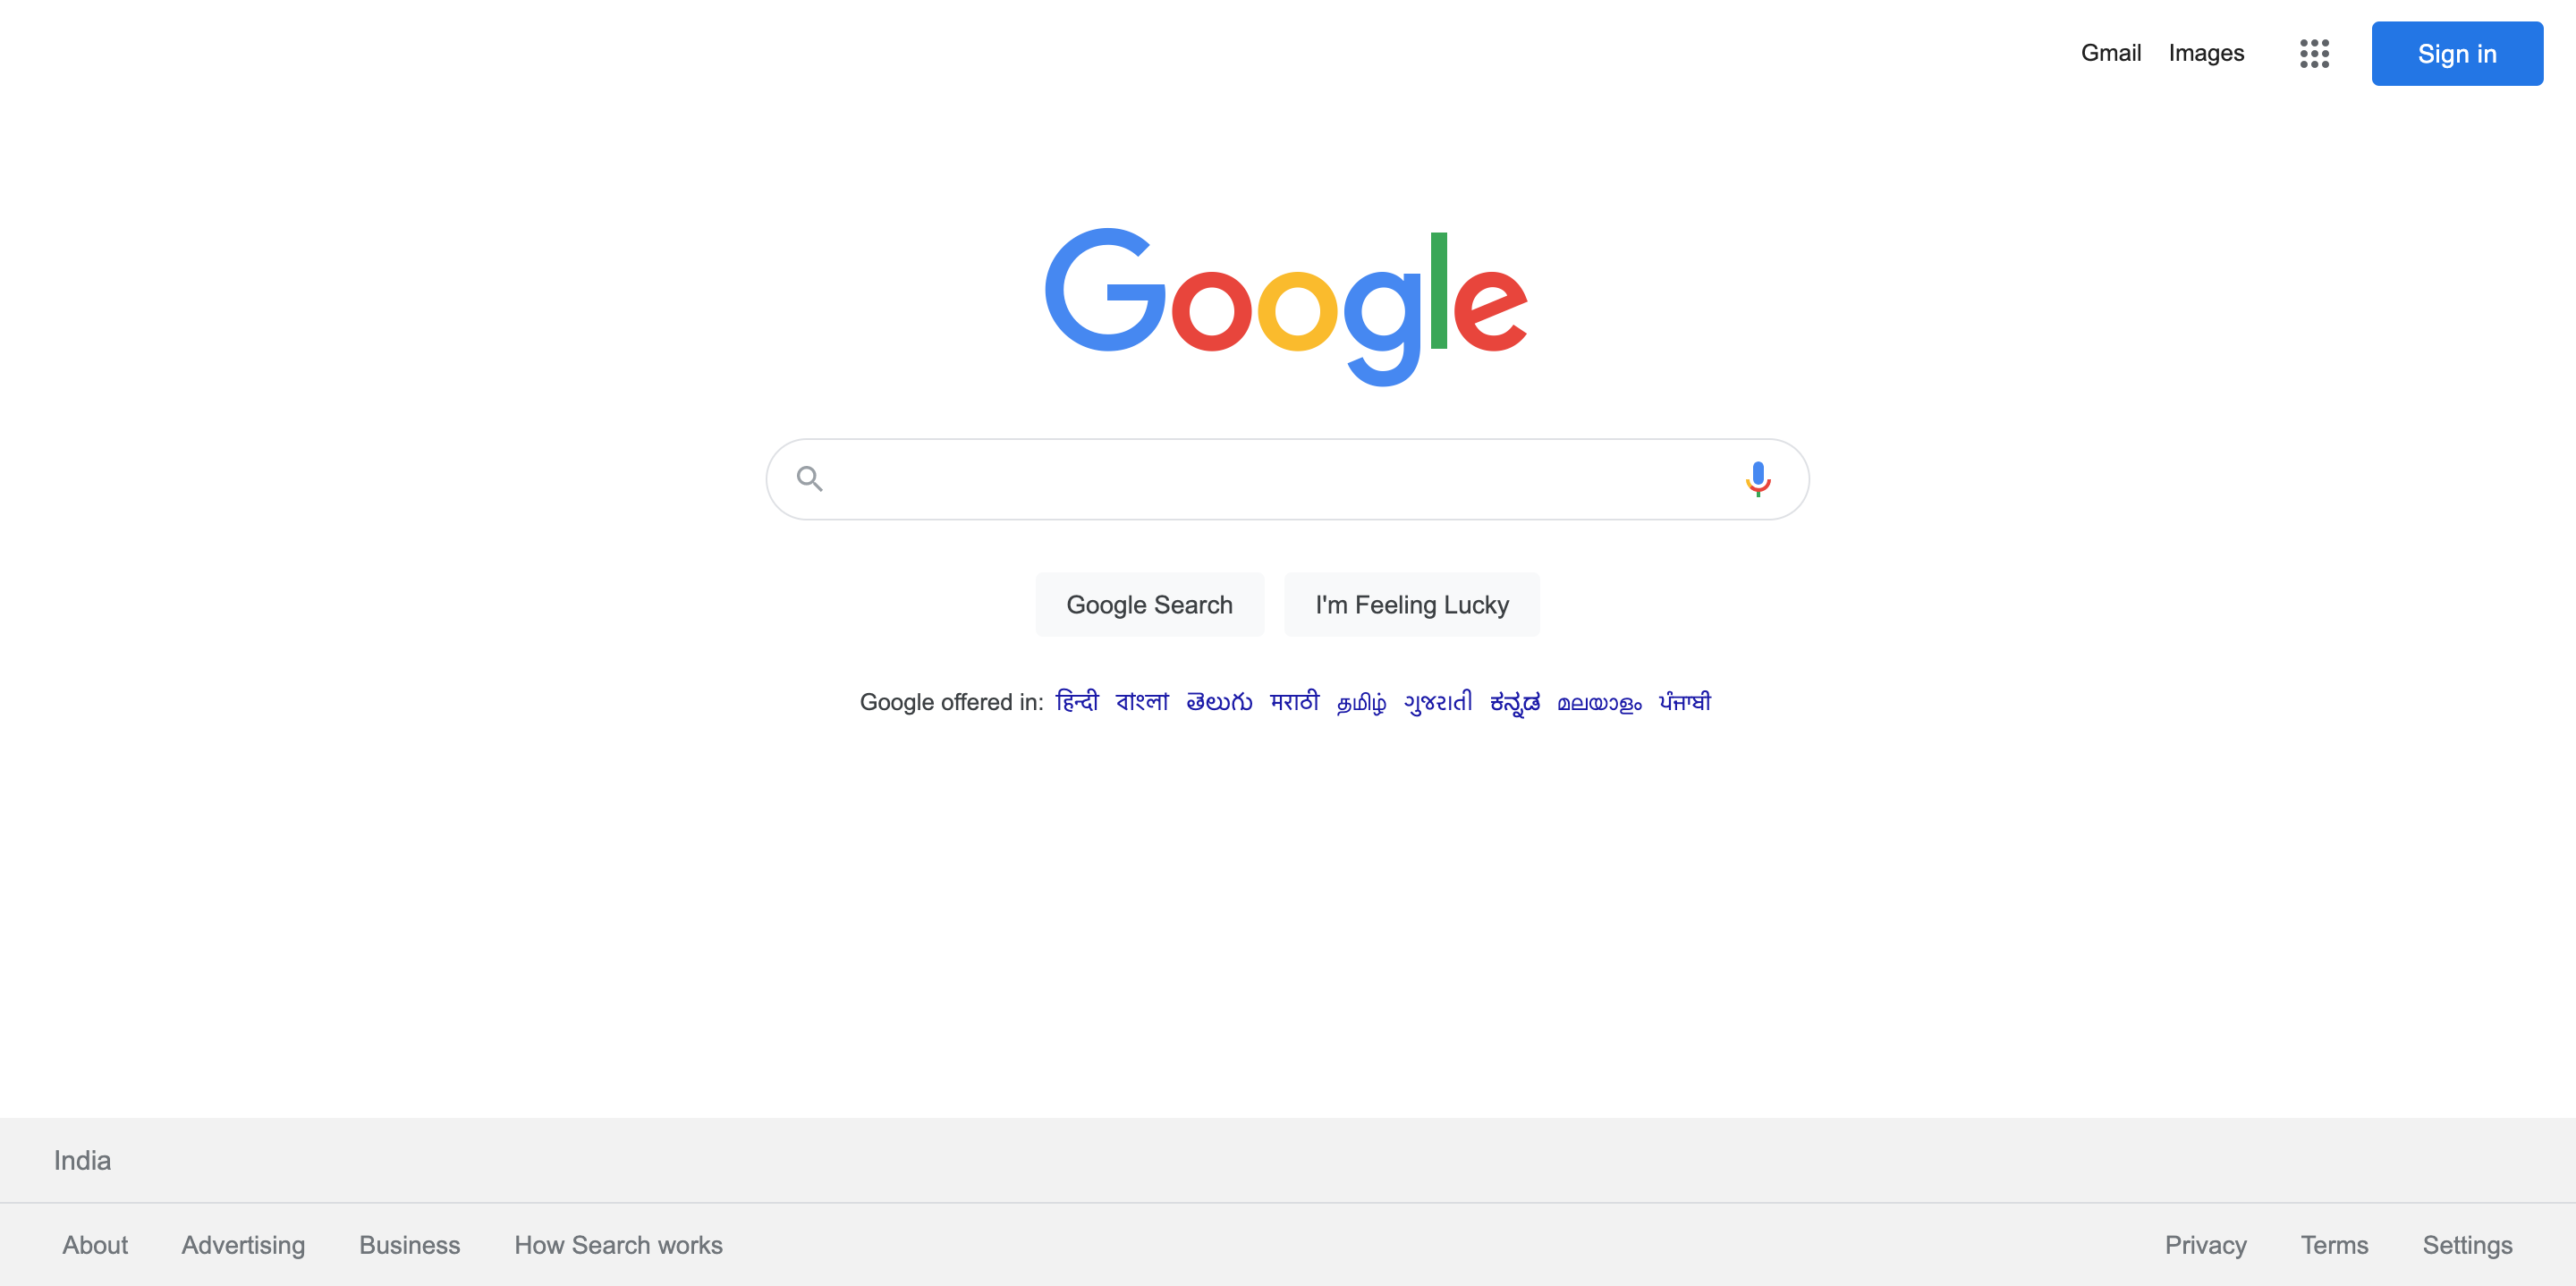 Gmail Images Sign in
Google
Google Search I'm Feeling Lucky
Google offered in: हिन्दी বাংলা తెలుగు मराठी தமிழ் ગુજરાતી ಕನ್ನಡ മലയാളം ਪੰਜਾਬੀ
India
About Advertising Business How Search works Privacy Terms Settings